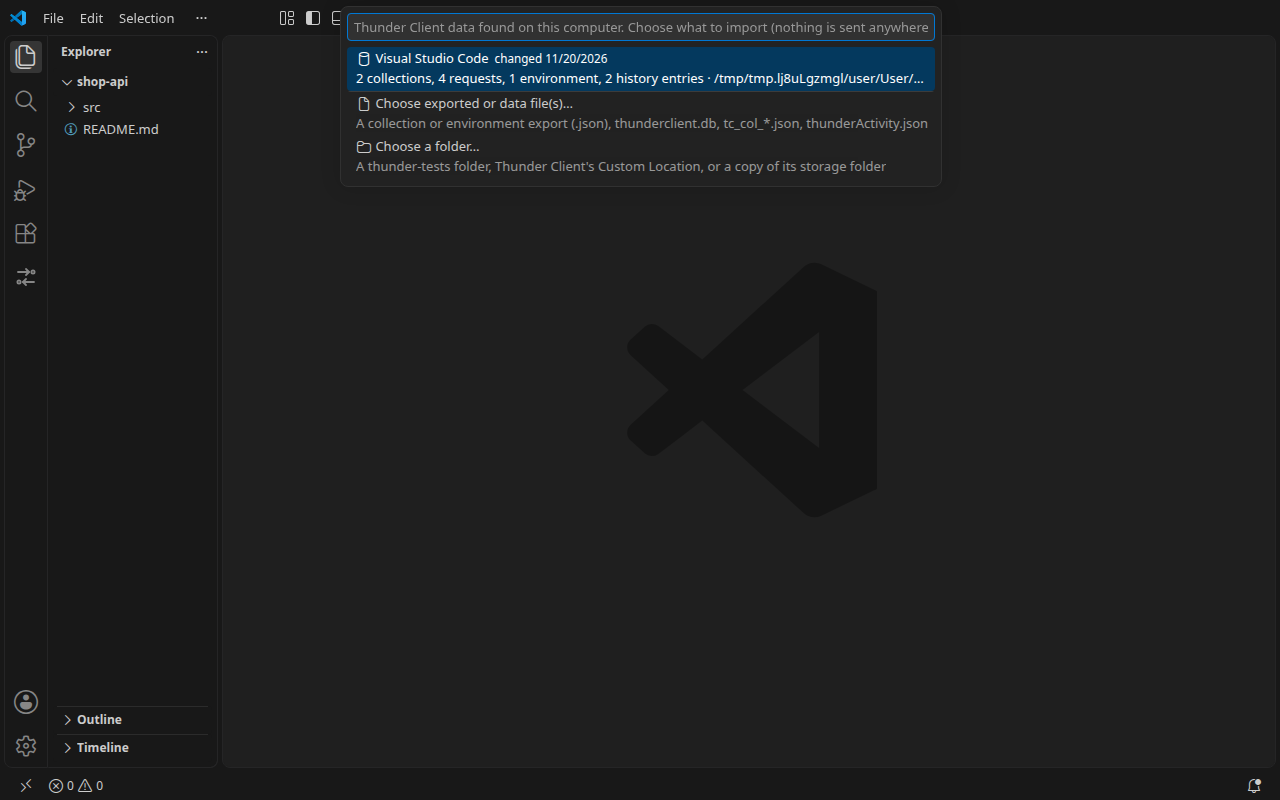 File Edit Selection ···
Thunder Client data found on this computer. Choose what to import (nothing is sent anywhere
Explorer ···
Visual Studio Code changed 11/20/2026
2 collections, 4 requests, 1 environment, 2 history entries · /tmp/tmp.lj8uLgzmgl/user/User/...
shop-api
Choose exported or data file(s)...
src
A collection or environment export (.json), thunderclient.db, tc_col_*.json, thunderActivity.json
README.md
Choose a folder...
A thunder-tests folder, Thunder Client's Custom Location, or a copy of its storage folder
Outline
Timeline
0 0